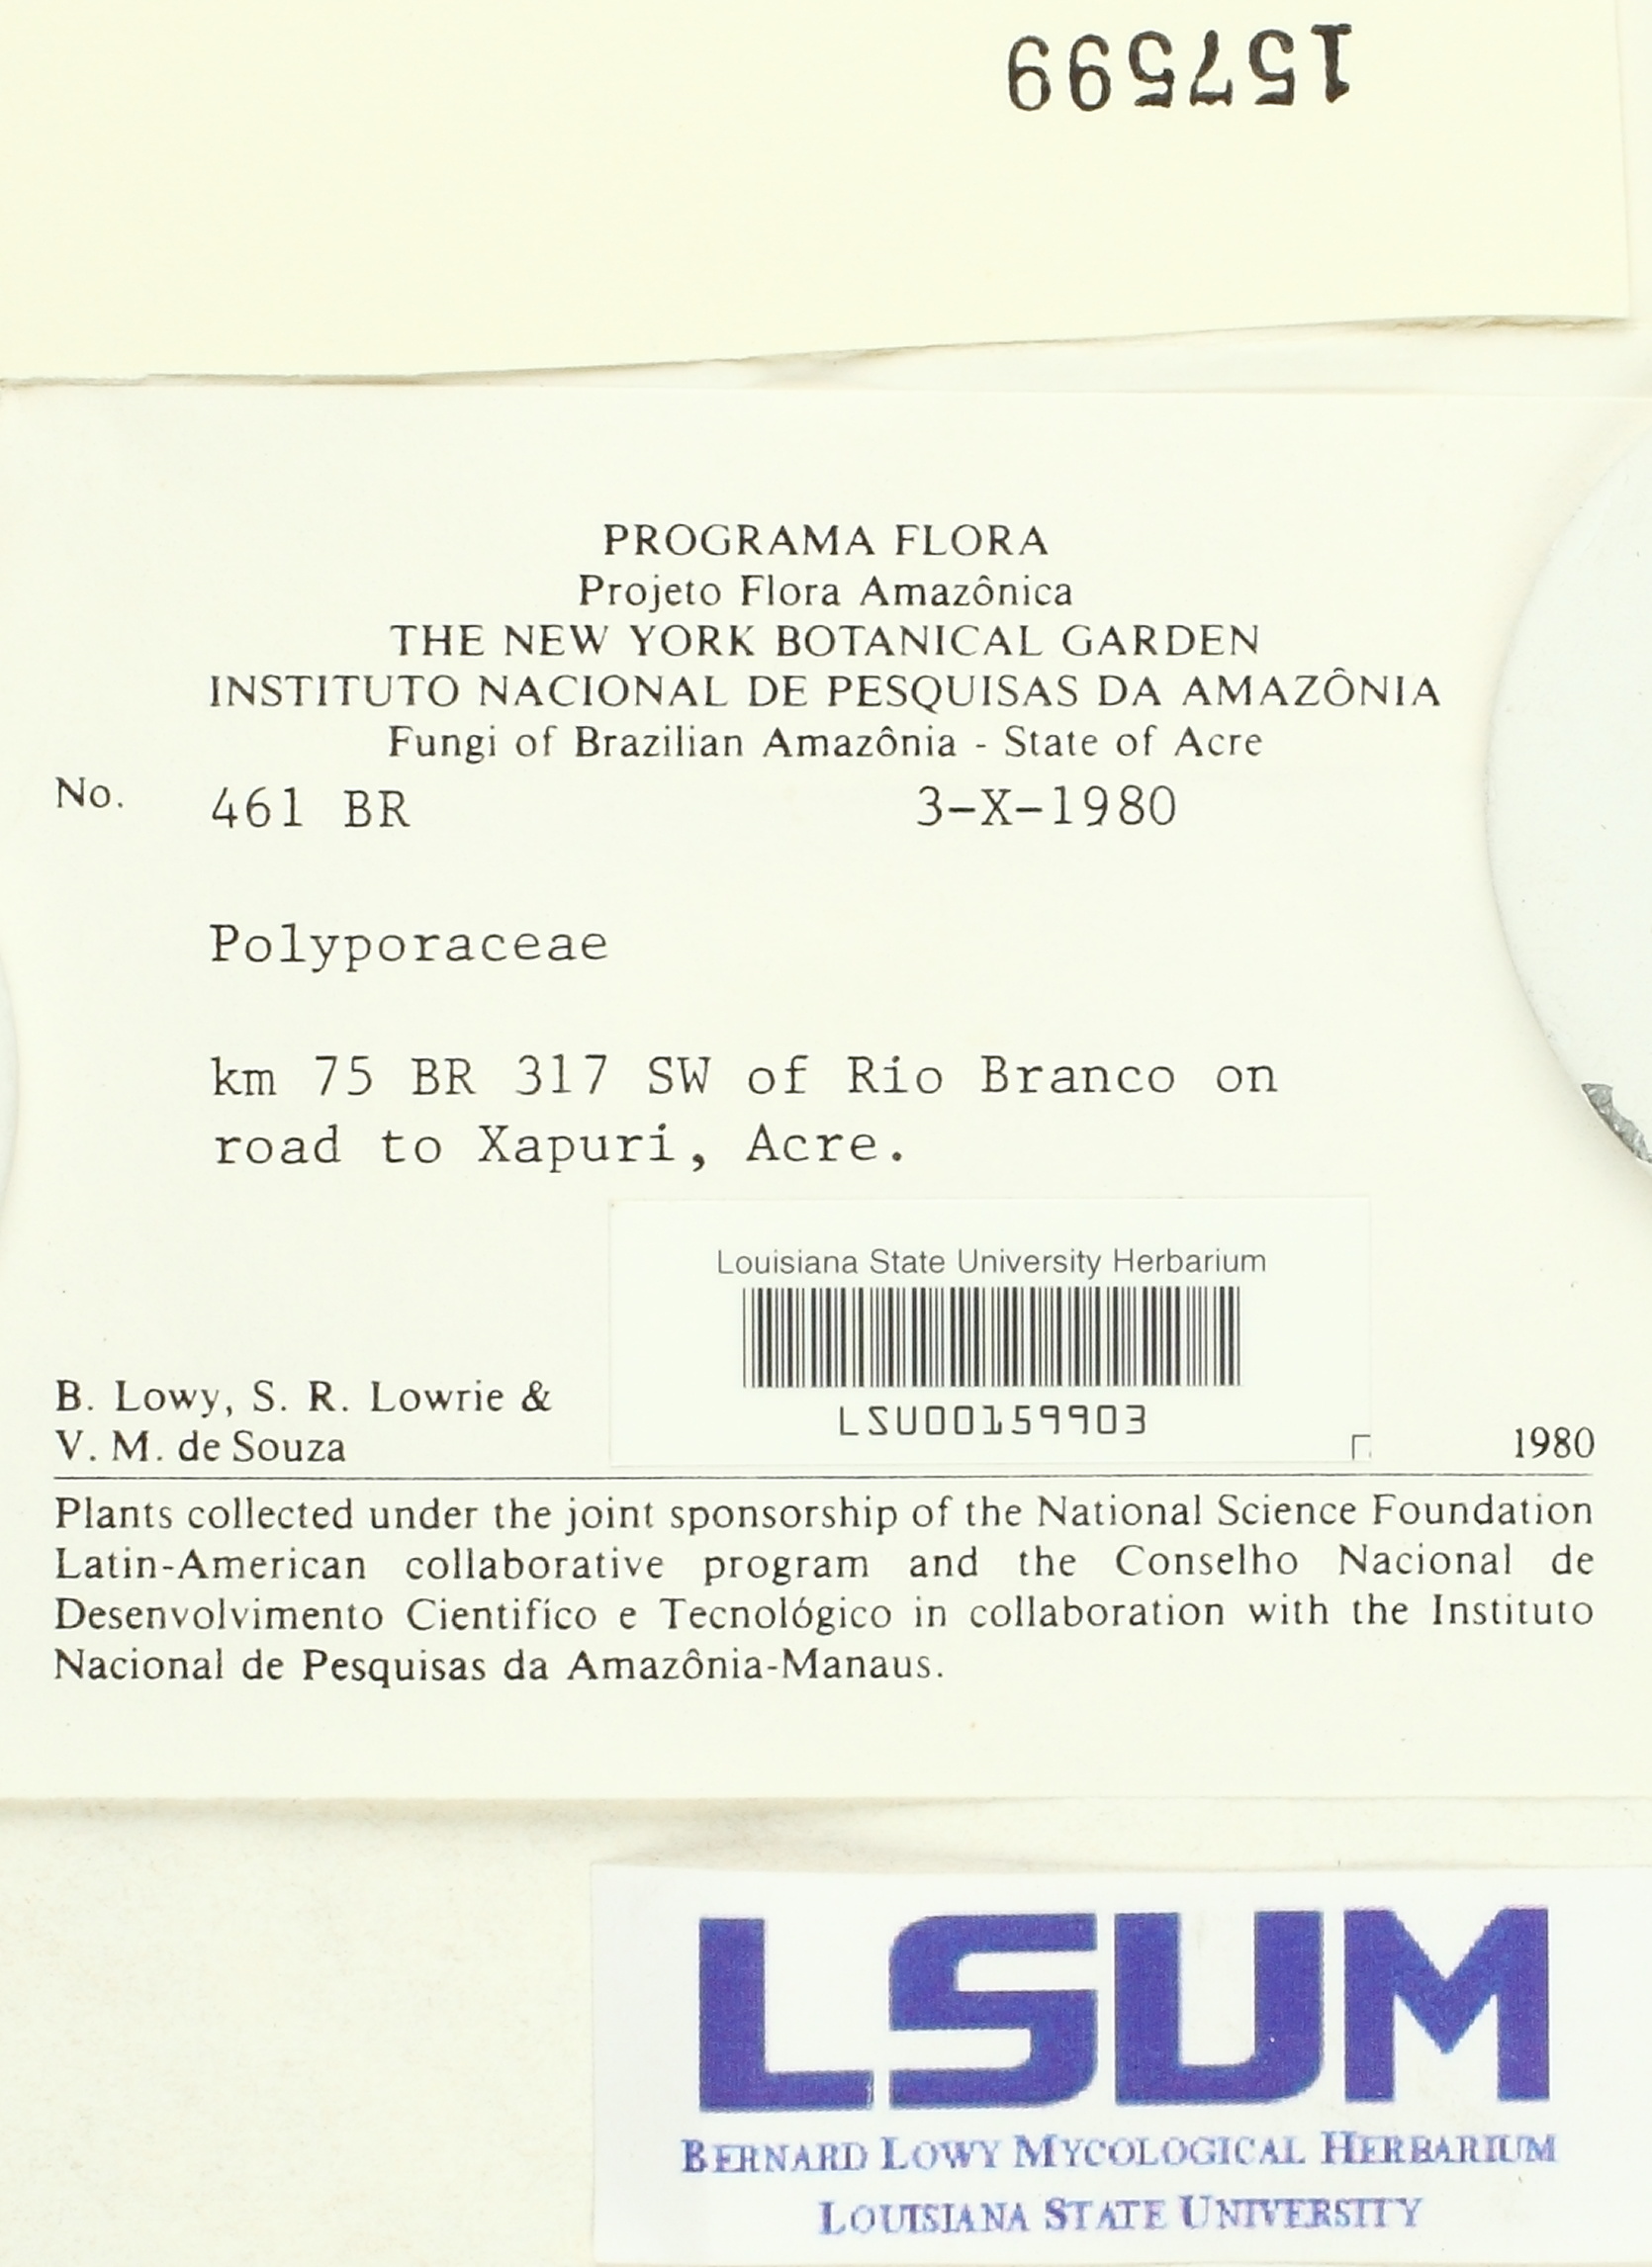 157599
PROGRAMA FLORA
Projeto Flora Amazônica
THE NEW YORK BOTANICAL GARDEN
INSTITUTO NACIONAL DE PESQUISAS DA AMAZÔNIA
Fungi of Brazilian Amazônia - State of Acre
No. 461 BR 3-X-1980
Polyporaceae
km 75 BR 317 SW of Rio Branco on
road to Xapuri, Acre.
Louisiana State University Herbarium
LSU00159903
B. Lowy, S. R. Lowrie &
V. M. de Souza 1980
Plants collected under the joint sponsorship of the National Science Foundation
Latin-American collaborative program and the Conselho Nacional de
Desenvolvimento Cientifíco e Tecnológico in collaboration with the Instituto
Nacional de Pesquisas da Amazônia-Manaus.
LSUM
BERNARD LOWY MYCOLOGICAL HERBARIUM
LOUISIANA STATE UNIVERSITY